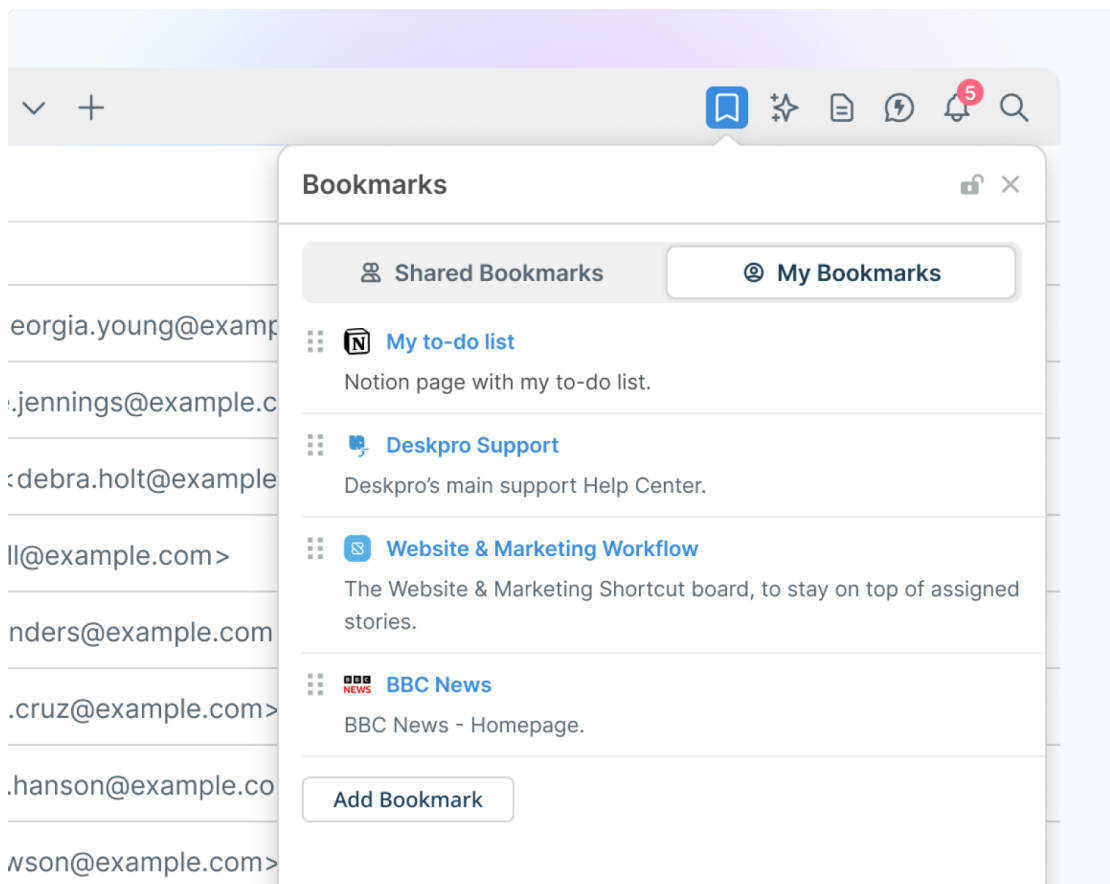 5
Bookmarks
Shared Bookmarks
My Bookmarks
eorgia.young@examp
N My to-do list
Notion page with my to-do list.
.jennings@example.c
Deskpro Support
<debra.holt@example
Deskpro’s main support Help Center.
ll@example.com>
Website & Marketing Workflow
The Website & Marketing Shortcut board, to stay on top of assigned
stories.
nders@example.com
BBC NEWS BBC News
.cruz@example.com>
BBC News - Homepage.
.hanson@example.co
Add Bookmark
wson@example.com>